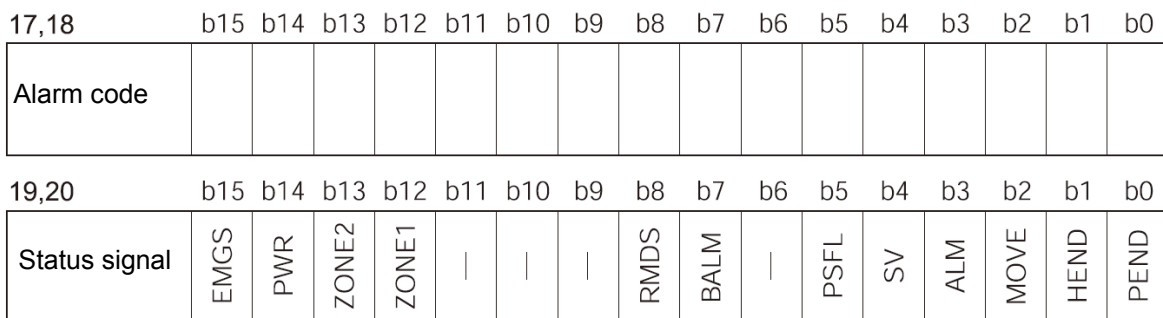 17,18 b15 b14 b13 b12 b11 b10 b9 b8 b7 b6 b5 b4 b3 b2 b1 b0
Alarm code
19,20 b15 b14 b13 b12 b11 b10 b9 b8 b7 b6 b5 b4 b3 b2 b1 b0
Status signal EMGS PWR ZONE2 ZONE1 — — — RMDS BALM — PSFL SV ALM MOVE HEND PEND